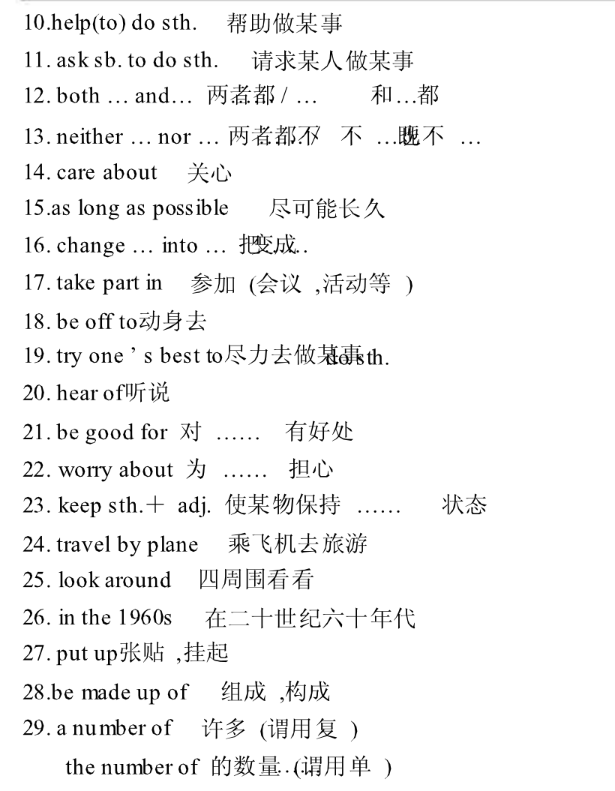 10.help(to) do sth. 帮助做某事
11. ask sb. to do sth. 请求某人做某事
12. both … and… 两者都 / … 和…都
13. neither … nor … 两者都不 / 不 … 既不 …
14. care about 关心
15.as long as possible 尽可能长久
16. change … into … 把…变成…
17. take part in 参加 (会议 ,活动等 )
18. be off to动身去
19. try one ’ s best to do sth. 尽力去做某事
20. hear of听说
21. be good for 对 …… 有好处
22. worry about 为 …… 担心
23. keep sth.＋ adj. 使某物保持 …… 状态
24. travel by plane 乘飞机去旅游
25. look around 四周围看看
26. in the 1960s 在二十世纪六十年代
27. put up张贴 ,挂起
28.be made up of 组成 ,构成
29. a number of 许多 (谓用复 )
the number of …的数量 (谓用单 )